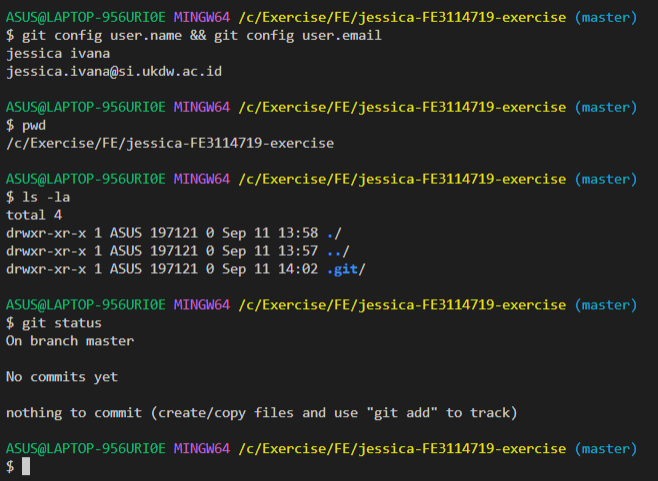 ASUS@LAPTOP-956URI0E MINGW64 /c/Exercise/FE/jessica-FE3114719-exercise (master)
$ git config user.name && git config user.email
jessica ivana
jessica.ivana@si.ukdw.ac.id
ASUS@LAPTOP-956URI0E MINGW64 /c/Exercise/FE/jessica-FE3114719-exercise (master)
$ pwd
/c/Exercise/FE/jessica-FE3114719-exercise
ASUS@LAPTOP-956URI0E MINGW64 /c/Exercise/FE/jessica-FE3114719-exercise (master)
$ ls -la
total 4
drwxr-xr-x 1 ASUS 197121 0 Sep 11 13:58 ./
drwxr-xr-x 1 ASUS 197121 0 Sep 11 13:57 ../
drwxr-xr-x 1 ASUS 197121 0 Sep 11 14:02 .git/
ASUS@LAPTOP-956URI0E MINGW64 /c/Exercise/FE/jessica-FE3114719-exercise (master)
$ git status
On branch master
No commits yet
nothing to commit (create/copy files and use "git add" to track)
ASUS@LAPTOP-956URI0E MINGW64 /c/Exercise/FE/jessica-FE3114719-exercise (master)
$